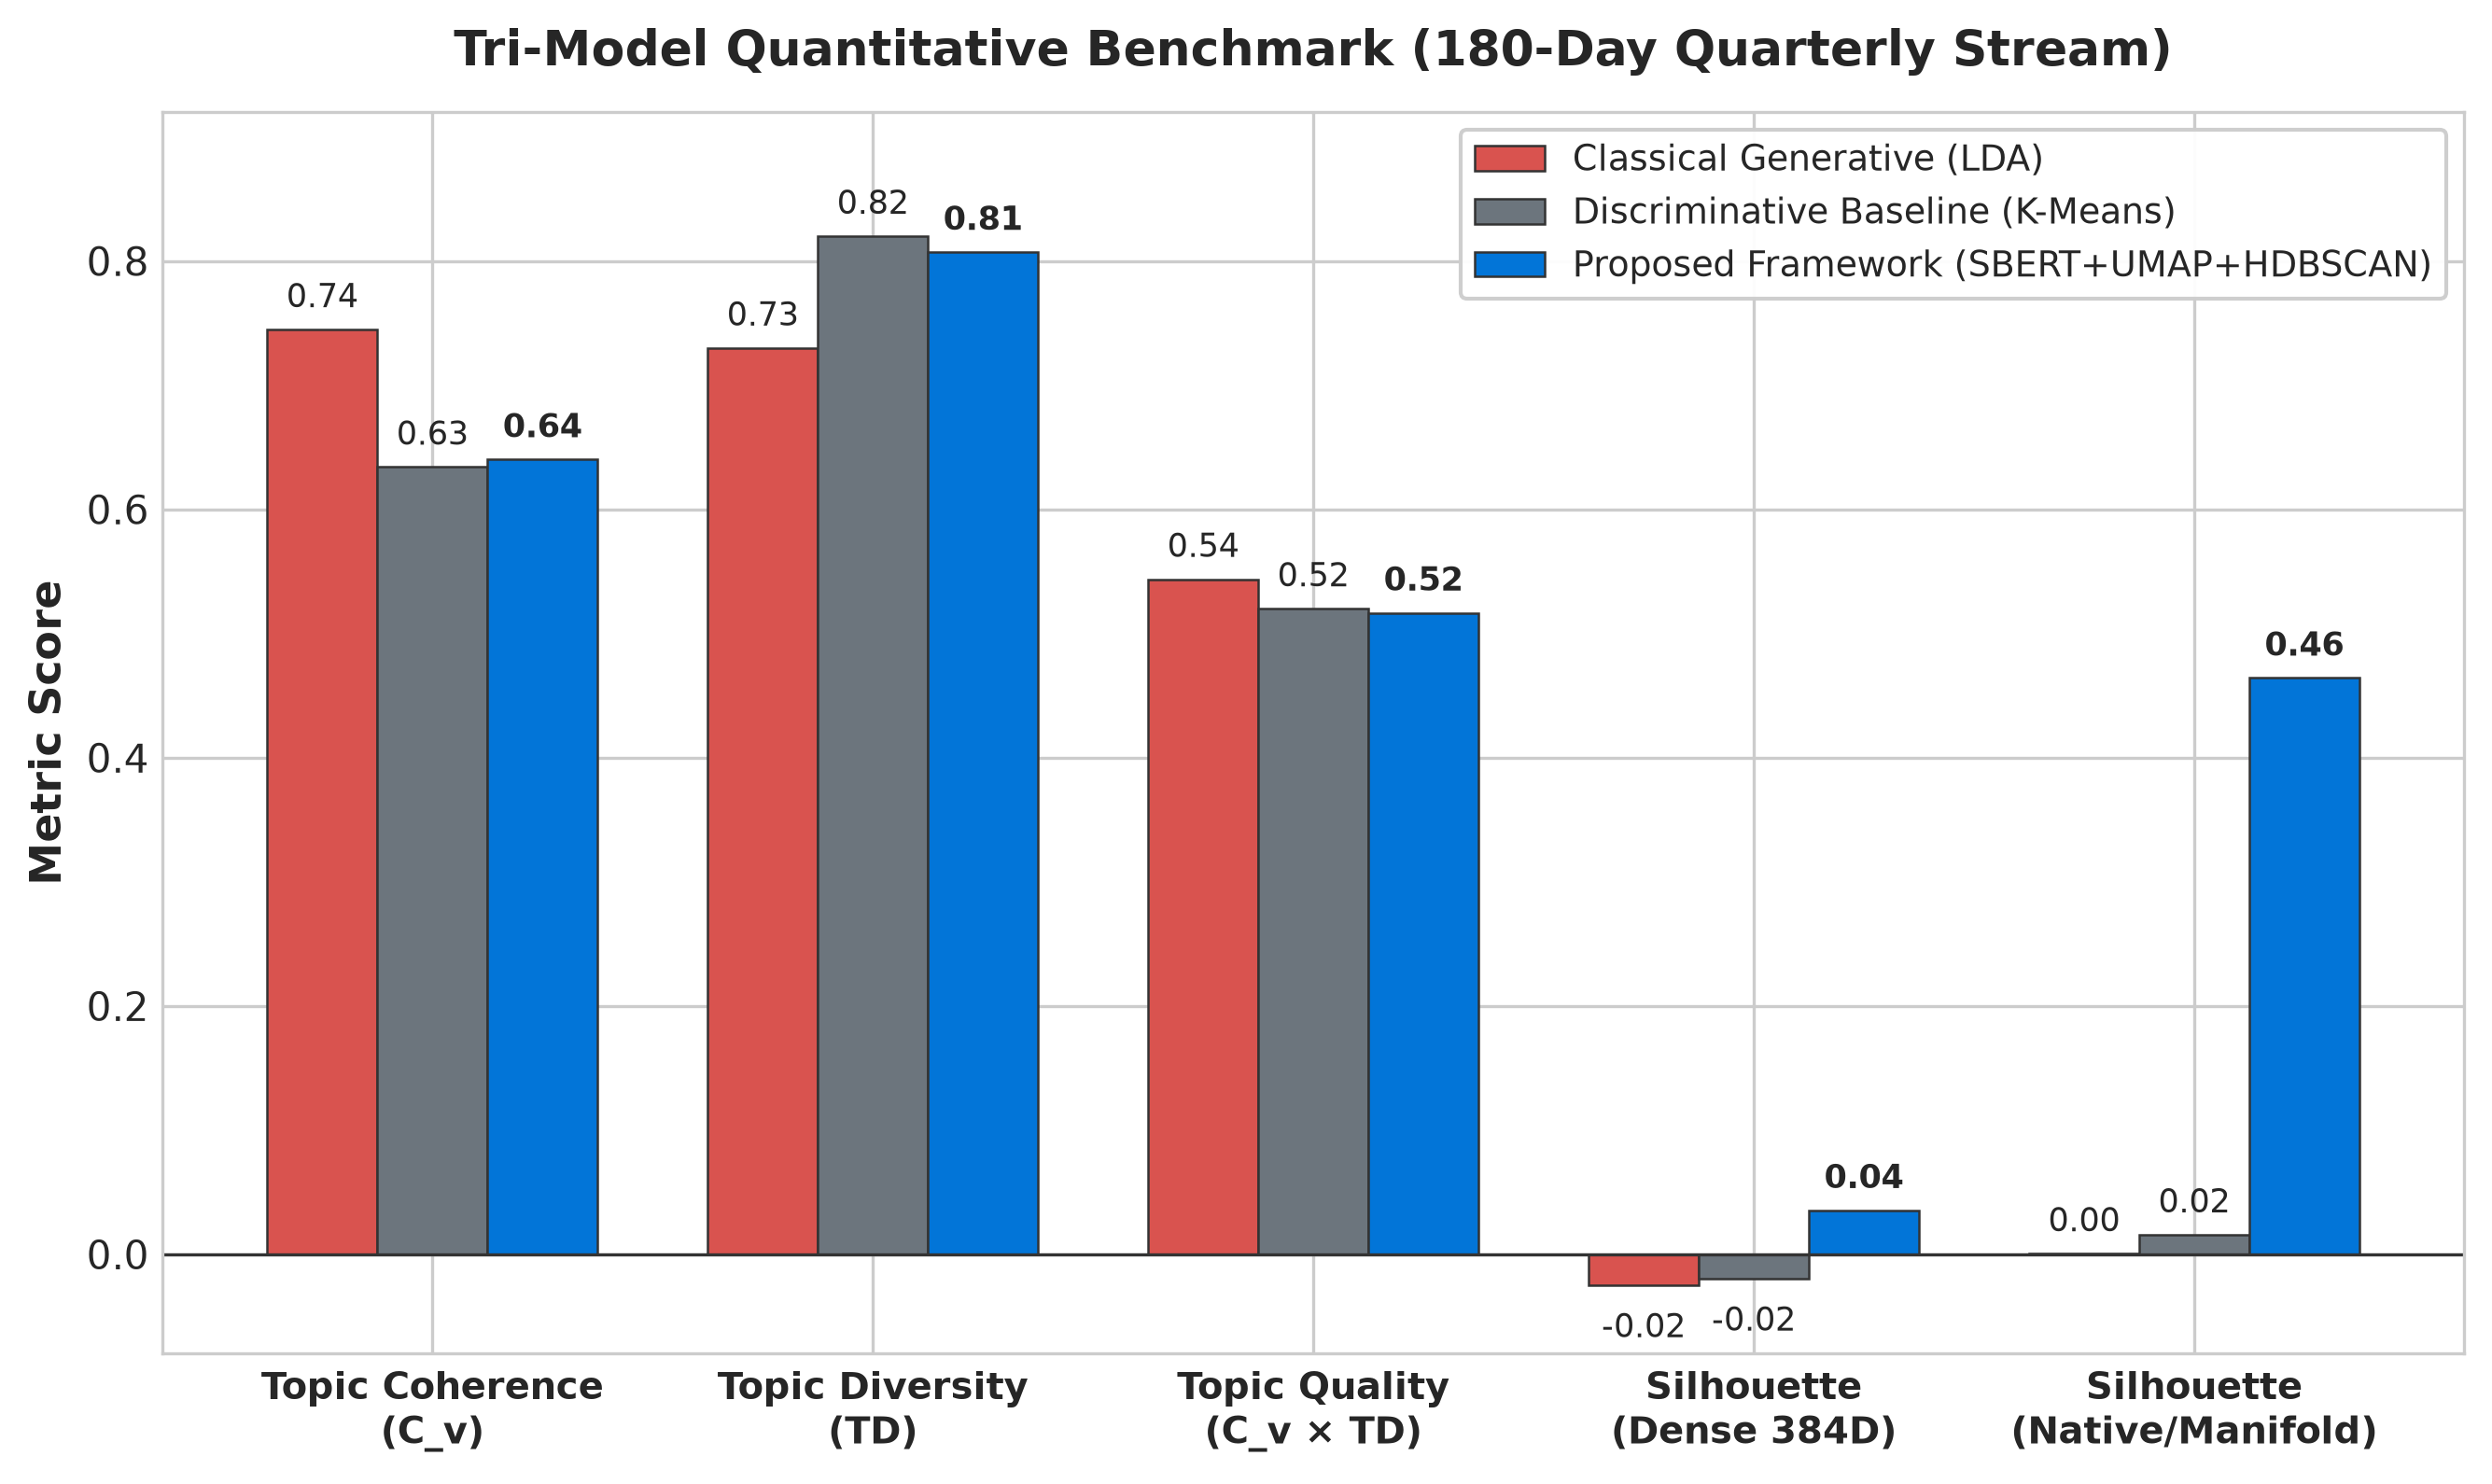 Tri-Model Quantitative Benchmark (180-Day Quarterly Stream)
Classical Generative (LDA)
Discriminative Baseline (K-Means)
Proposed Framework (SBERT+UMAP+HDBSCAN)
Metric Score
0.8
0.6
0.4
0.2
0.0
0.74
0.63
0.64
0.73
0.82
0.81
0.54
0.52
0.52
-0.02
-0.02
0.04
0.00
0.02
0.46
Topic Coherence
(C_v)
Topic Diversity
(TD)
Topic Quality
(C_v × TD)
Silhouette
(Dense 384D)
Silhouette
(Native/Manifold)